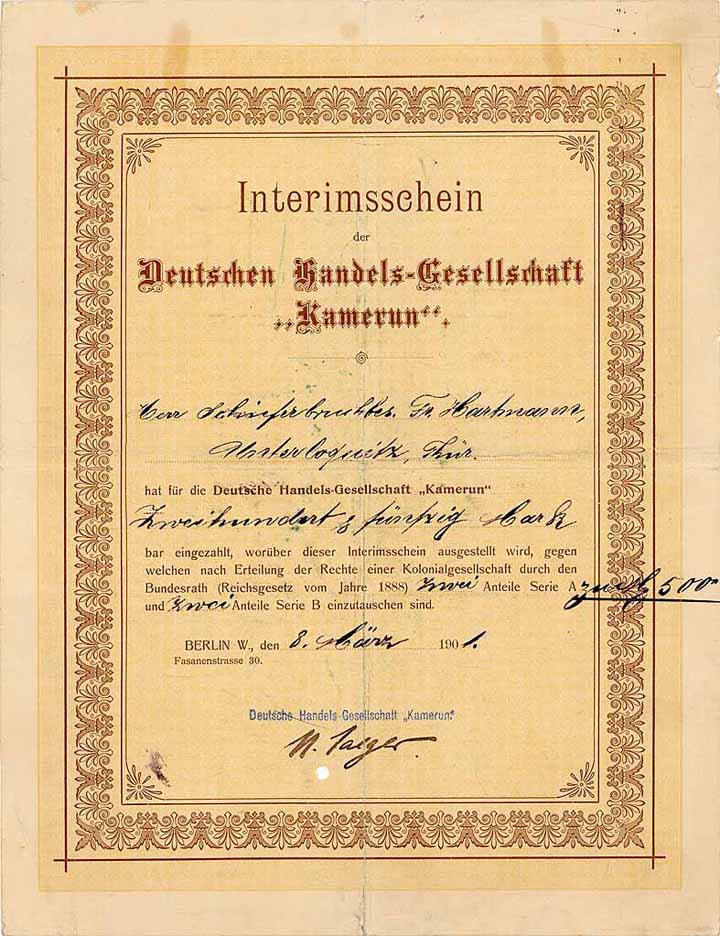 Interimsschein
der
Deutschen Handels-Gesellschaft
„Kamerun“.
Herr Schieferbruchbes. Fr. Hartmann,
Unterloquitz, Thür.
hat für die Deutsche Handels-Gesellschaft „Kamerun“
Zweihundert & fünfzig Mark
bar eingezahlt, worüber dieser Interimsschein ausgestellt wird, gegen
welchen nach Erteilung der Rechte einer Kolonialgesellschaft durch den
Bundesrath (Reichsgesetz vom Jahre 1888) Zwei Anteile Serie A zu 500
und Zwei Anteile Serie B einzutauschen sind.
BERLIN W., den 8. März 1901.
Fasanenstrasse 30.
Deutsche Handels-Gesellschaft „Kamerun“